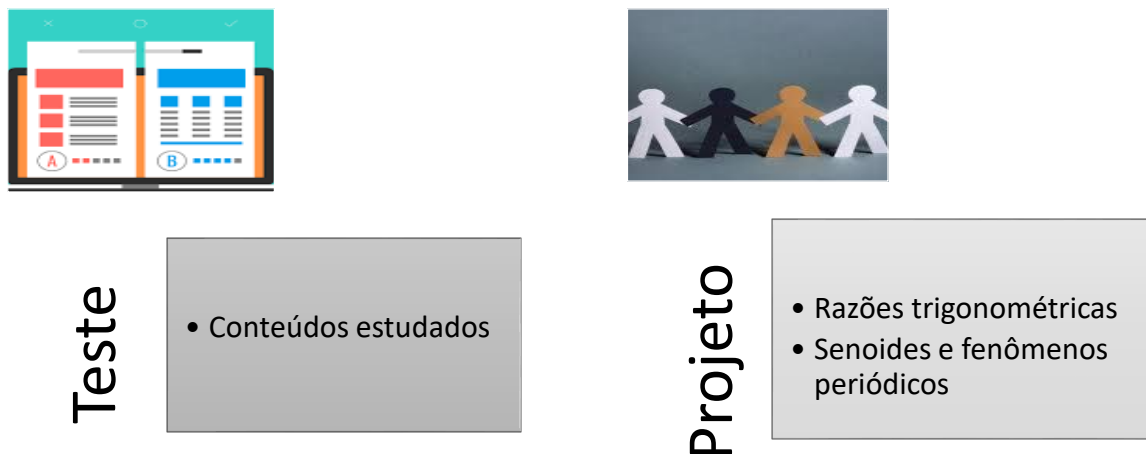 A
B
Teste
• Conteúdos estudados
Projeto
• Razões trigonométricas
• Senoides e fenômenos
periódicos